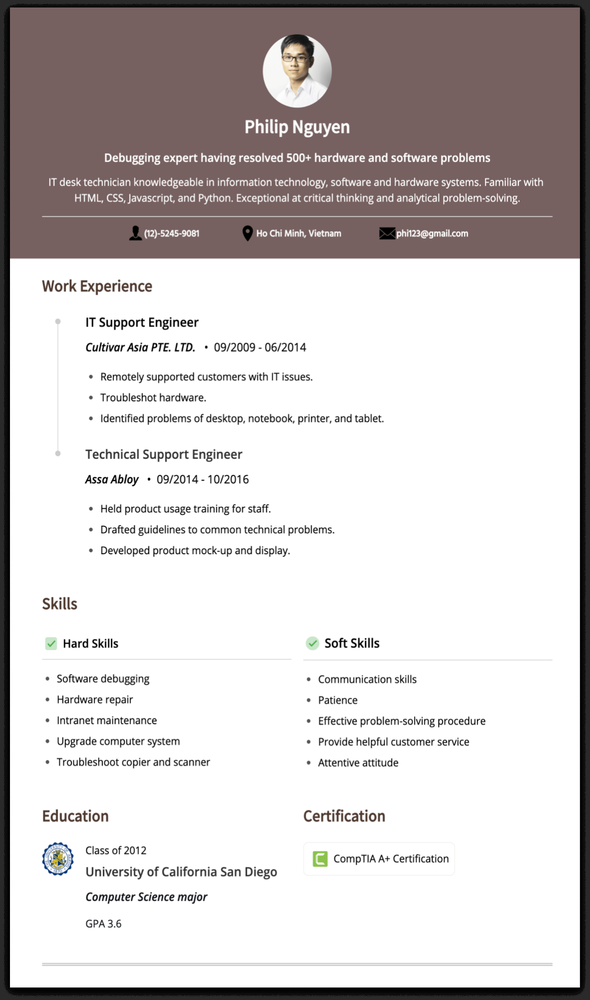 Philip Nguyen
Debugging expert having resolved 500+ hardware and software problems
IT desk technician knowledgeable in information technology, software and hardware systems. Familiar with
HTML, CSS, Javascript, and Python. Exceptional at critical thinking and analytical problem-solving.
(12)-5245-9081
Ho Chi Minh, Vietnam
phi123@gmail.com
Work Experience
IT Support Engineer
Cultivar Asia PTE. LTD. • 09/2009 - 06/2014
• Remotely supported customers with IT issues.
• Troubleshot hardware.
• Identified problems of desktop, notebook, printer, and tablet.
Technical Support Engineer
Assa Abloy • 09/2014 - 10/2016
• Held product usage training for staff.
• Drafted guidelines to common technical problems.
• Developed product mock-up and display.
Skills
Hard Skills
• Software debugging
• Hardware repair
• Intranet maintenance
• Upgrade computer system
• Troubleshoot copier and scanner
Soft Skills
• Communication skills
• Patience
• Effective problem-solving procedure
• Provide helpful customer service
• Attentive attitude
Education
THE UNIVERSITY OF AKRON
1870
Class of 2012
University of California San Diego
Computer Science major
GPA 3.6
Certification
CompTIA A+ Certification